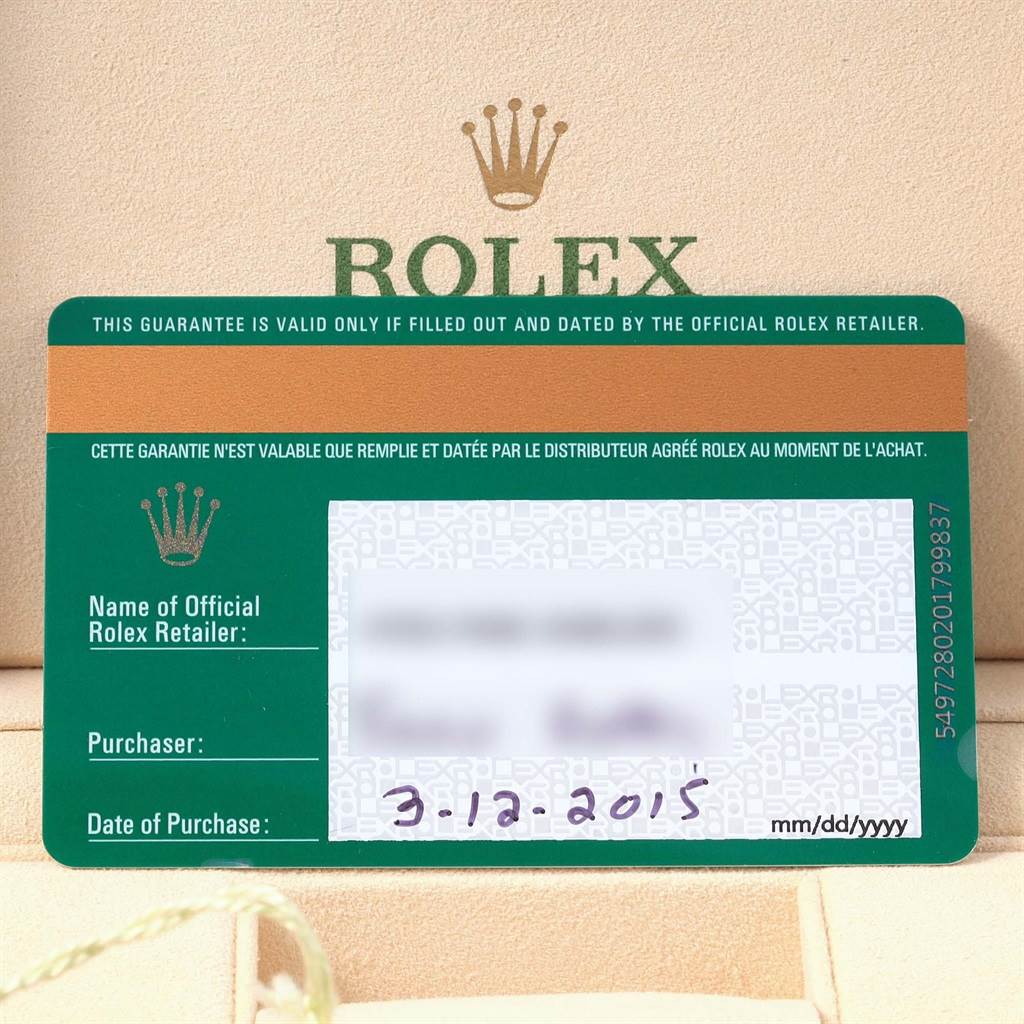 ROLEX
THIS GUARANTEE IS VALID ONLY IF FILLED OUT AND DATED BY THE OFFICIAL ROLEX RETAILER.
CETTE GARANTIE N'EST VALABLE QUE REMPLIE ET DATÉE PAR LE DISTRIBUTEUR AGRÉÉ ROLEX AU MOMENT DE L'ACHAT.
Name of Official
Rolex Retailer:
Purchaser:
Date of Purchase:
3-12-2015
mm/dd/yyyy
5497280201799837